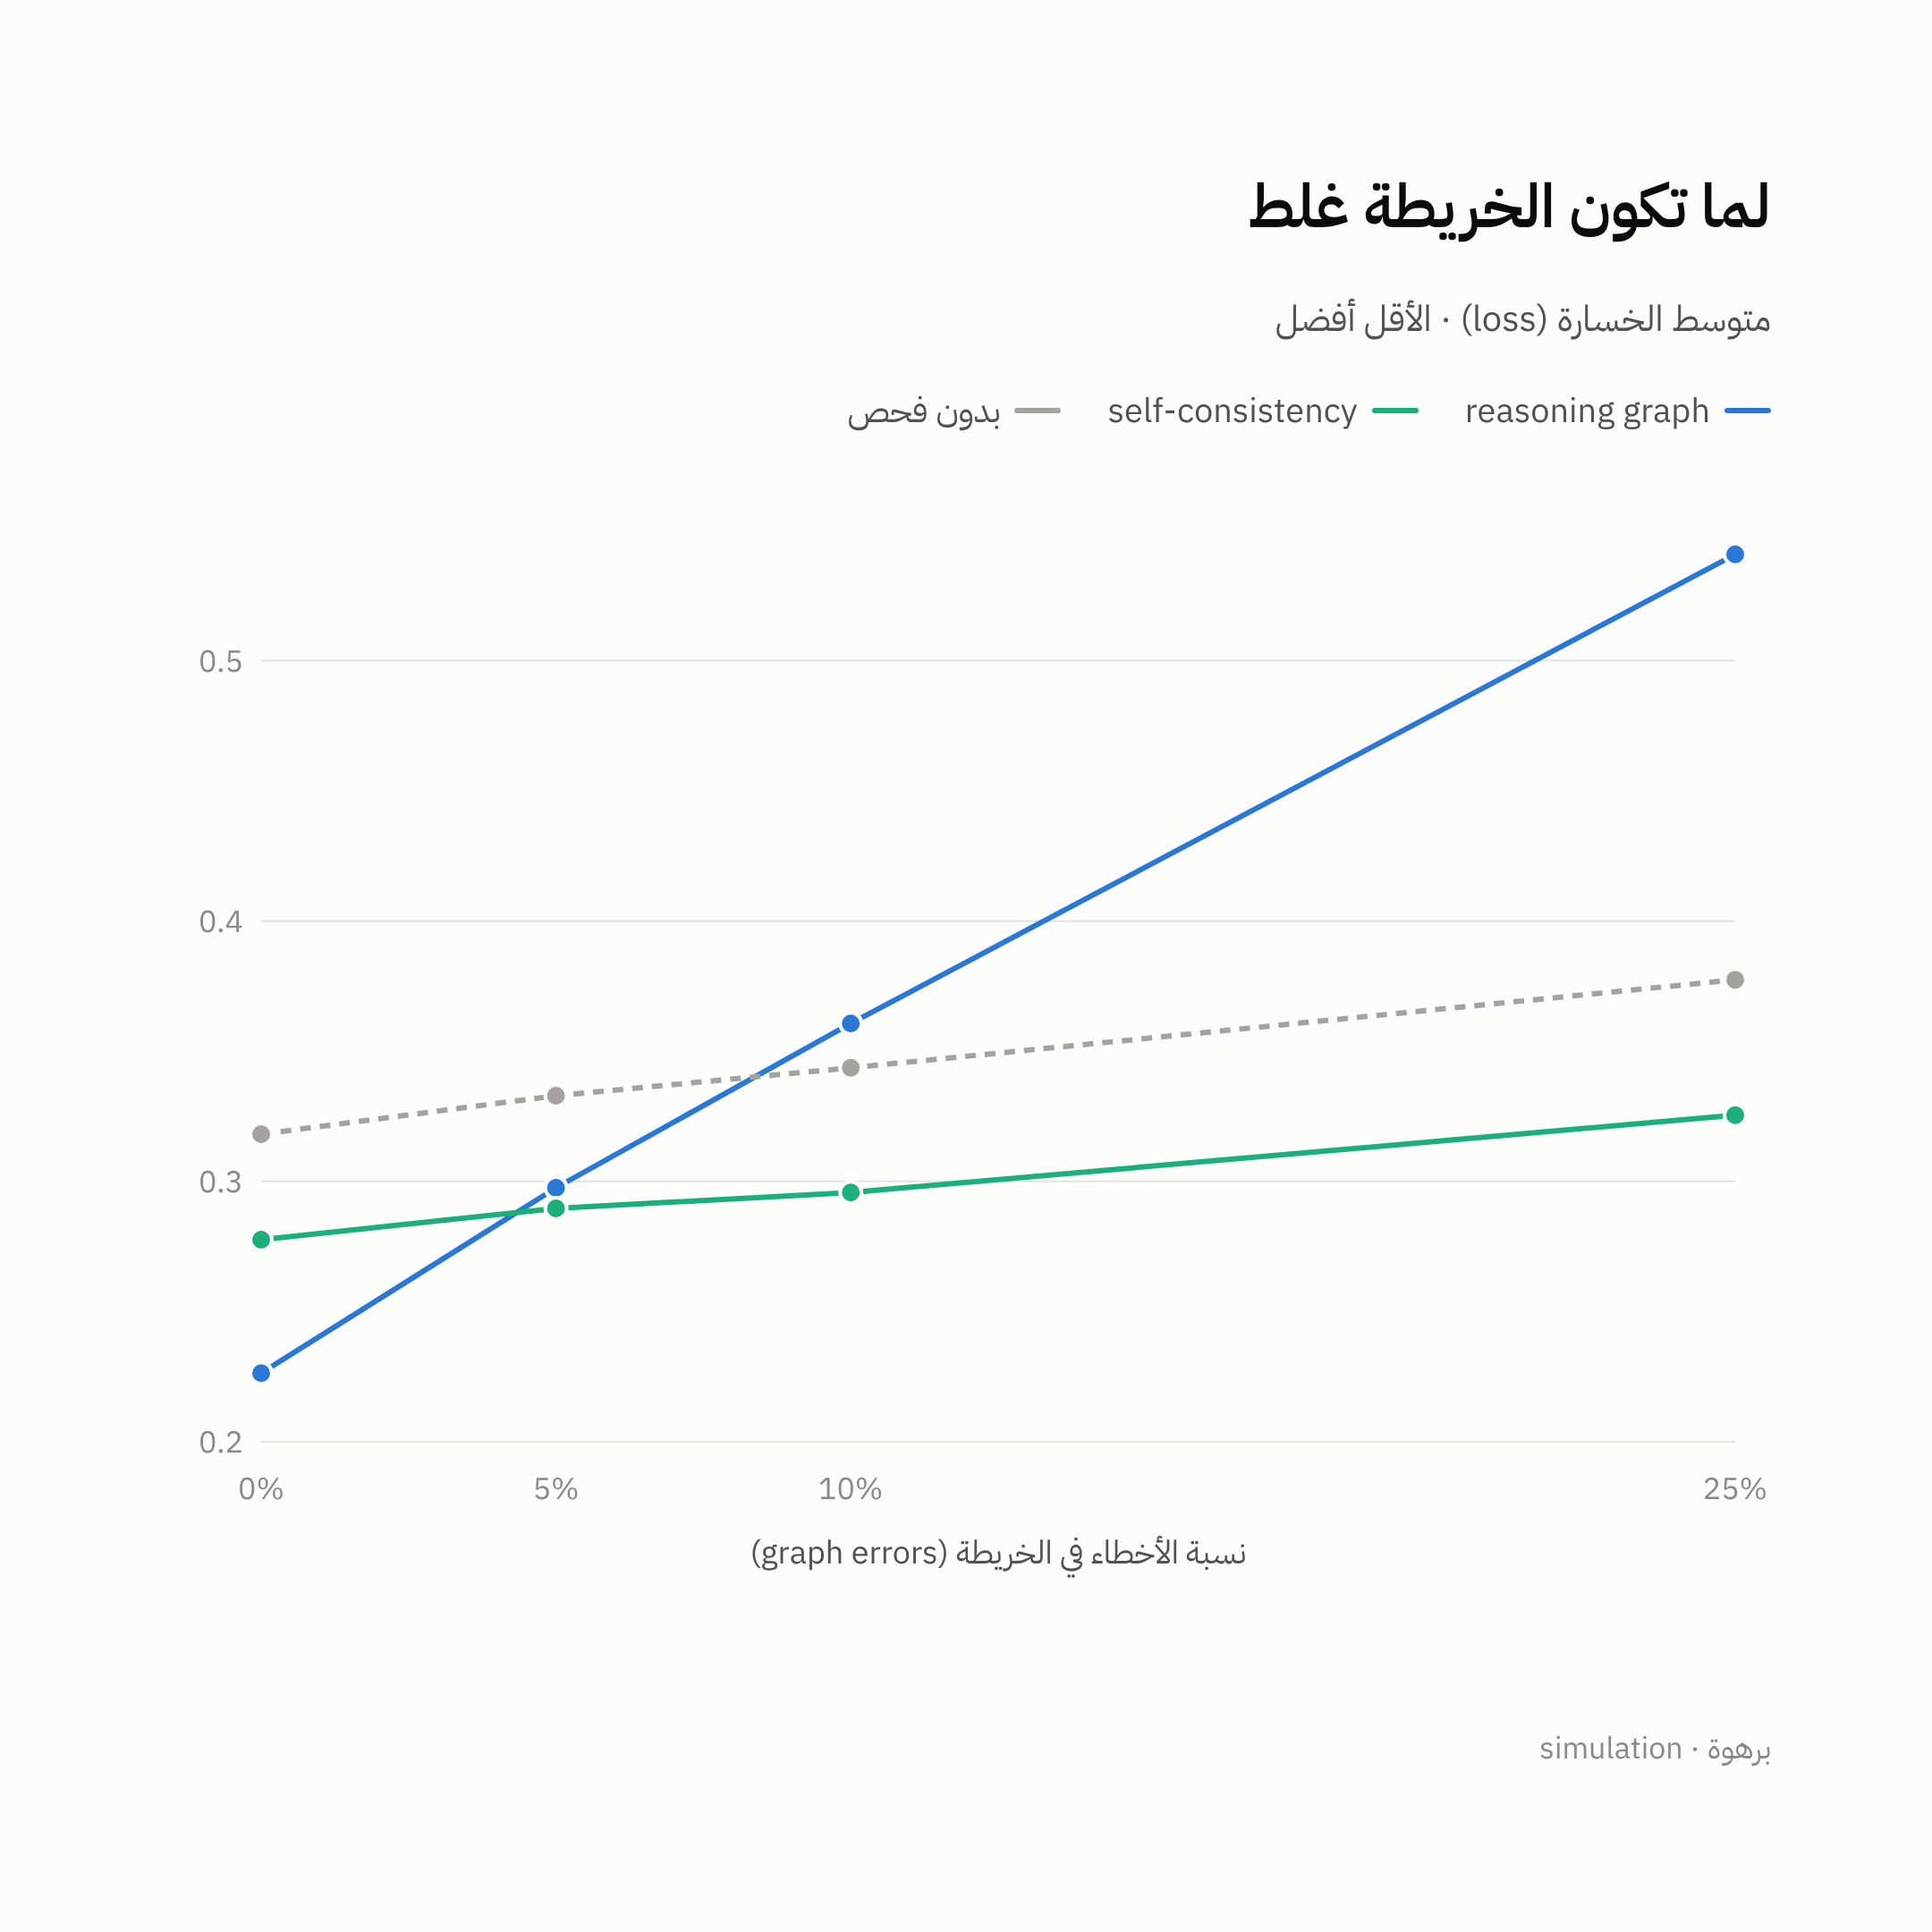 لما تكون الخريطة غلط
متوسط الخسارة (loss) · الأقل أفضل
reasoning graph self-consistency بدون فحص
0.5
0.4
0.3
0.2
0% 5% 10% 25%
نسبة الأخطاء في الخريطة (graph errors)
برهوة · simulation